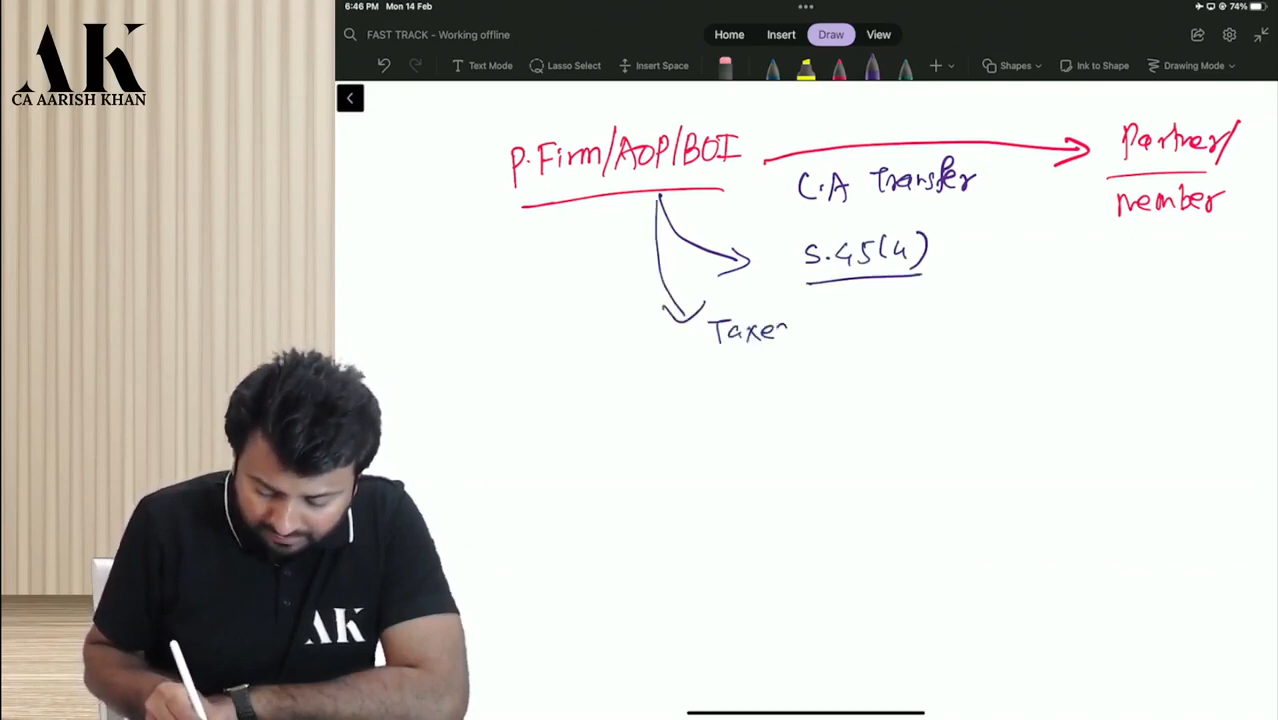 6:46 PM Mon 14 Feb
74%
AK
CA AARISH KHAN
FAST TRACK - Working offline
Home Insert Draw View
Text Mode Lasso Select Insert Space Shapes Ink to Shape Drawing Mode
P.Firm/AOP/BOI
C.A Transfer
Partner/
member
S.45(4)
Taxe
AK